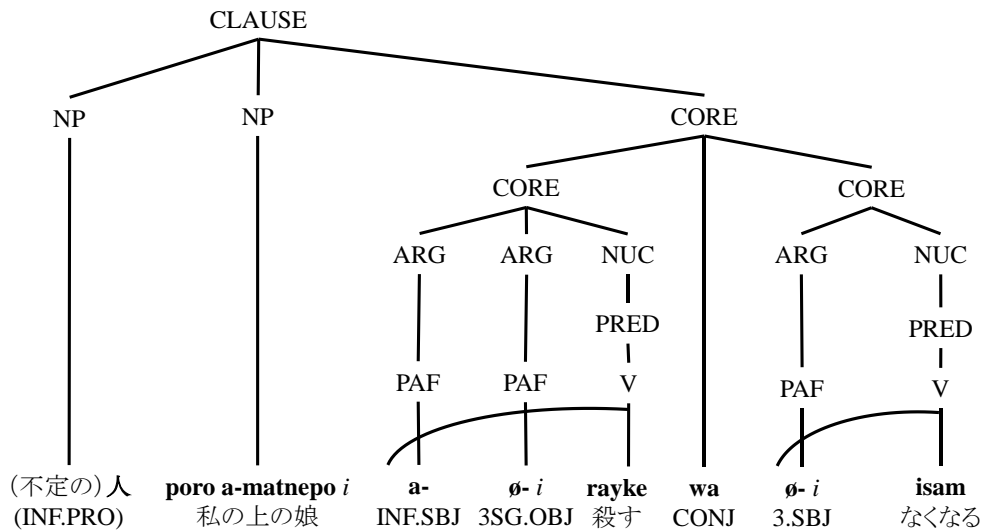 CLAUSE
NP NP CORE
CORE CORE
ARG ARG NUC ARG NUC
PRED PRED
PAF PAF V PAF V
(不定の)人 poro a-matnepo i a- ø- i rayke wa ø- i isam
(INF.PRO) 私の上の娘 INF.SBJ 3SG.OBJ 殺す CONJ 3.SBJ なくなる